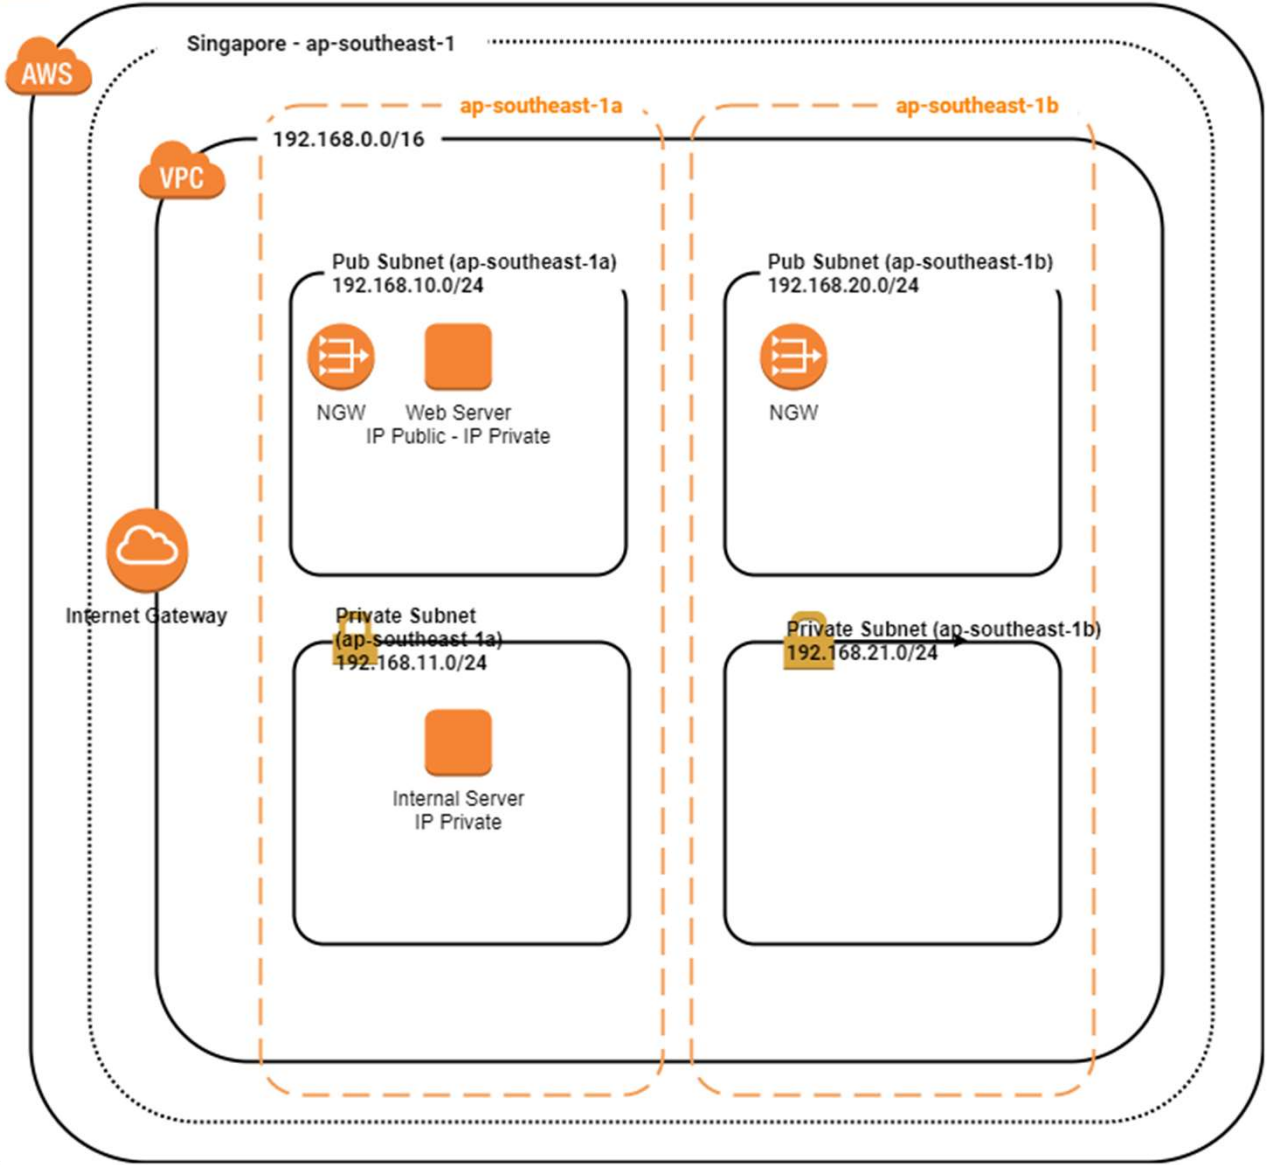 AWS
Singapore - ap-southeast-1
ap-southeast-1a
ap-southeast-1b
192.168.0.0/16
VPC
Pub Subnet (ap-southeast-1a)
192.168.10.0/24
Pub Subnet (ap-southeast-1b)
192.168.20.0/24
NGW
Web Server
IP Public - IP Private
NGW
Internet Gateway
Private Subnet
(ap-southeast-1a)
192.168.11.0/24
Private Subnet (ap-southeast-1b)
192.168.21.0/24
Internal Server
IP Private